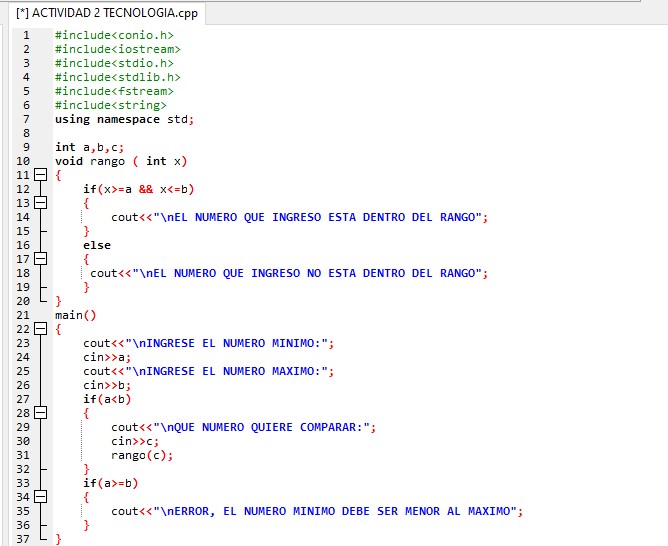 [*] ACTIVIDAD 2 TECNOLOGIA.cpp
1 #include<conio.h>
2 #include<iostream>
3 #include<stdio.h>
4 #include<stdlib.h>
5 #include<fstream>
6 #include<string>
7 using namespace std;
8
9 int a,b,c;
10 void rango ( int x)
11 {
12 if(x>=a && x<=b)
13 {
14 cout<<"\nEL NUMERO QUE INGRESO ESTA DENTRO DEL RANGO";
15 }
16 else
17 {
18 cout<<"\nEL NUMERO QUE INGRESO NO ESTA DENTRO DEL RANGO";
19 }
20 }
21 main()
22 {
23 cout<<"\nINGRESE EL NUMERO MINIMO:";
24 cin>>a;
25 cout<<"\nINGRESE EL NUMERO MAXIMO:";
26 cin>>b;
27 if(a<b)
28 {
29 cout<<"\nQUE NUMERO QUIERE COMPARAR:";
30 cin>>c;
31 rango(c);
32 }
33 if(a>=b)
34 {
35 cout<<"\nERROR, EL NUMERO MINIMO DEBE SER MENOR AL MAXIMO";
36 }
37 }